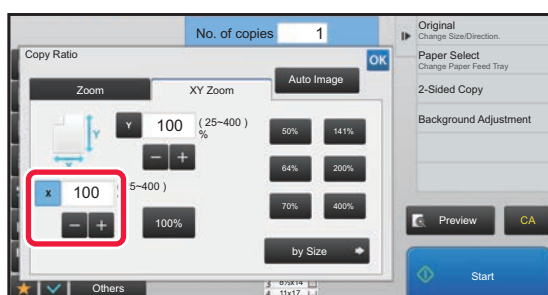 No. of copies 1
Original
Change Size/Direction.
Paper Select
Change Paper Feed Tray
2-Sided Copy
Background Adjustment
Copy Ratio
OK
Zoom
XY Zoom
Auto Image
Y
Y 100 ( 25~400 )
%
50% 141%
X
X 100 5~400 )
64% 200%
100%
70% 400%
by Size
Preview
CA
Start
Others
8½x14
11x17